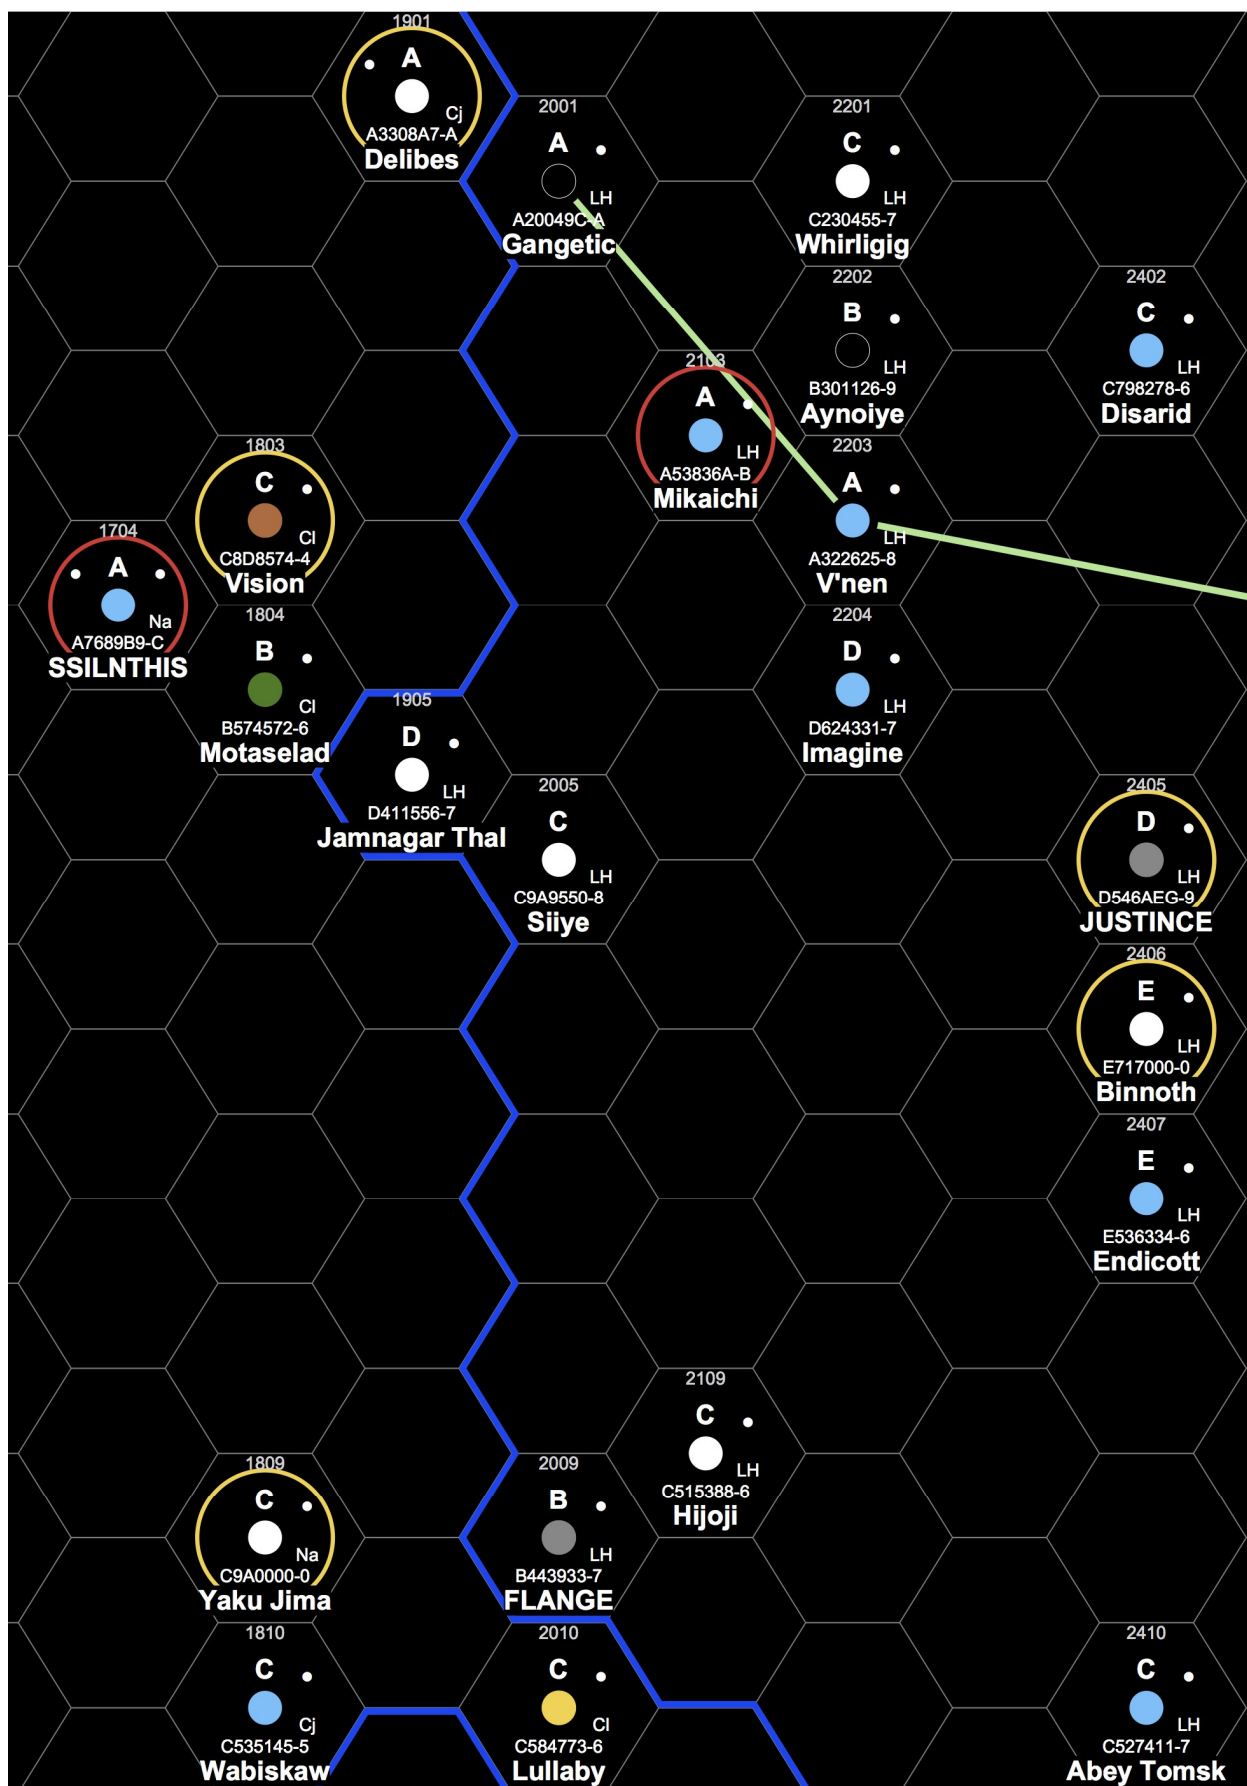 1901
A
Cj
A3308A7-A
Delibes
2001
A
LH
A20049C-A
Gangetic
2201
C
LH
C230455-7
Whirligig
2202
B
LH
B301126-9
Aynoiye
2402
C
LH
C798278-6
Disarid
2103
A
LH
A53836A-B
Mikaichi
1803
C
Cl
C8D8574-4
Vision
2203
A
LH
A322625-8
V'nen
1704
A
Na
A7689B9-C
SSILNTHIS
1804
B
Cl
B574572-6
Motaselad
2204
D
LH
D624331-7
Imagine
1905
D
LH
D411556-7
Jamnagar Thal
2005
C
LH
C9A9550-8
Siiye
2405
D
LH
D546AEG-9
JUSTINCE
2406
E
LH
E717000-0
Binnoth
2407
E
LH
E536334-6
Endicott
2109
C
LH
C515388-6
Hijoji
1809
C
Na
C9A0000-0
Yaku Jima
2009
B
LH
B443933-7
FLANGE
1810
C
Cj
C535145-5
Wabiskaw
2010
C
Cl
C584773-6
Lullaby
2410
C
LH
C527411-7
Abey Tomsk